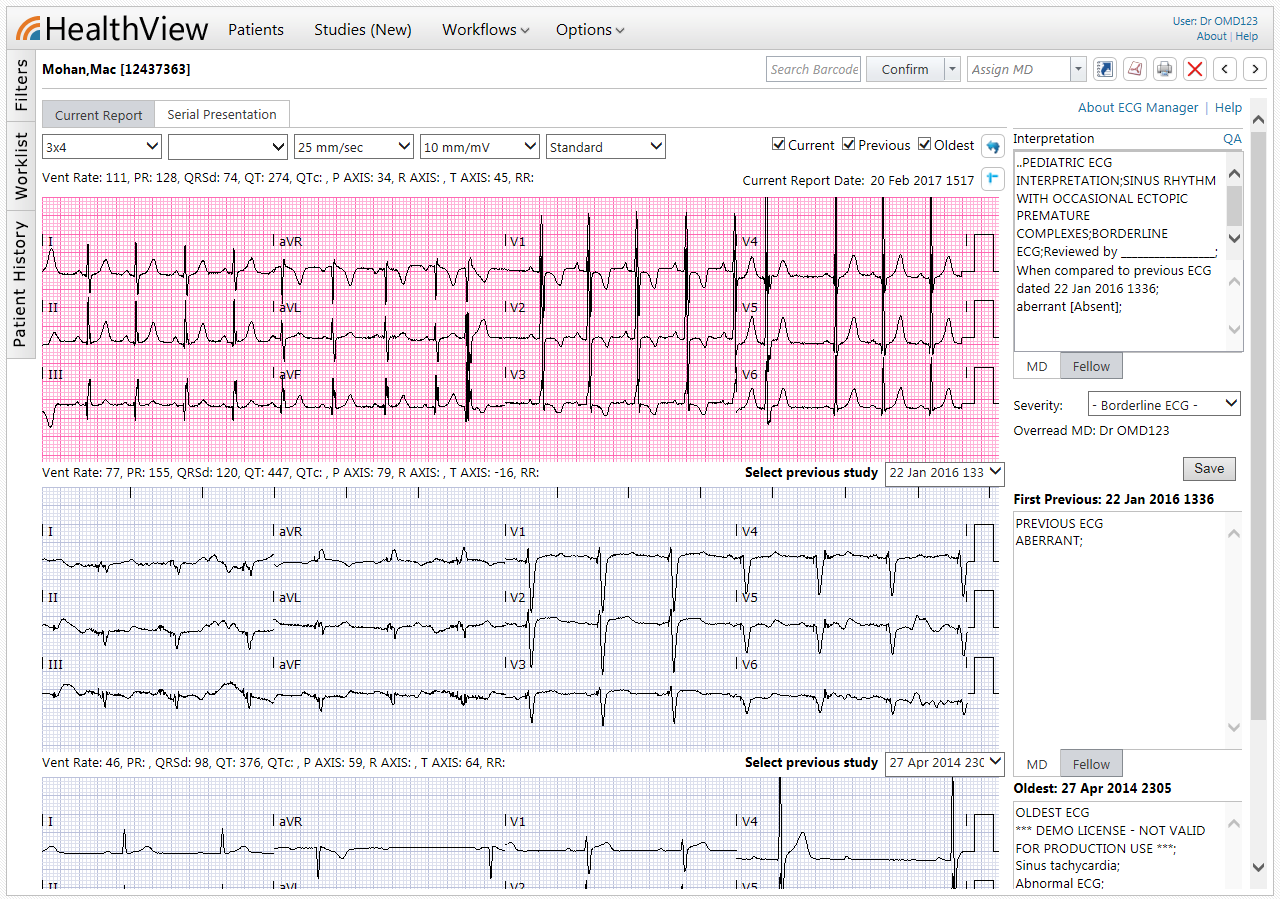 HealthView
Patients
Studies (New)
Workflows
Options
User: Dr OMD123
About | Help
Filters
Worklist
Patient History
Mohan,Mac [12437363]
Search Barcode
Confirm
Assign MD
Current Report
Serial Presentation
About ECG Manager | Help
3x4
25 mm/sec
10 mm/mV
Standard
Current
Previous
Oldest
Vent Rate: 111, PR: 128, QRSd: 74, QT: 274, QTc: , P AXIS: 34, R AXIS: , T AXIS: 45, RR:
Current Report Date: 20 Feb 2017 1517
I
aVR
V1
V4
II
aVL
V2
V5
III
aVF
V3
V6
Interpretation
QA
..PEDIATRIC ECG
INTERPRETATION;SINUS RHYTHM
WITH OCCASIONAL ECTOPIC
PREMATURE
COMPLEXES;BORDERLINE
ECG;Reviewed by ________________;
When compared to previous ECG
dated 22 Jan 2016 1336;
aberrant [Absent];
MD
Fellow
Severity:
- Borderline ECG -
Overread MD: Dr OMD123
Save
Vent Rate: 77, PR: 155, QRSd: 120, QT: 447, QTc: , P AXIS: 79, R AXIS: , T AXIS: -16, RR:
Select previous study
22 Jan 2016 133
I
aVR
V1
V4
II
aVL
V2
V5
III
aVF
V3
V6
First Previous: 22 Jan 2016 1336
PREVIOUS ECG
ABERRANT;
MD
Fellow
Vent Rate: 46, PR: , QRSd: 98, QT: 376, QTc: , P AXIS: 59, R AXIS: , T AXIS: 64, RR:
Select previous study
27 Apr 2014 230
I
aVR
V1
V4
II
aVL
V2
V5
Oldest: 27 Apr 2014 2305
OLDEST ECG
*** DEMO LICENSE - NOT VALID
FOR PRODUCTION USE ***;
Sinus tachycardia;
Abnormal ECG;